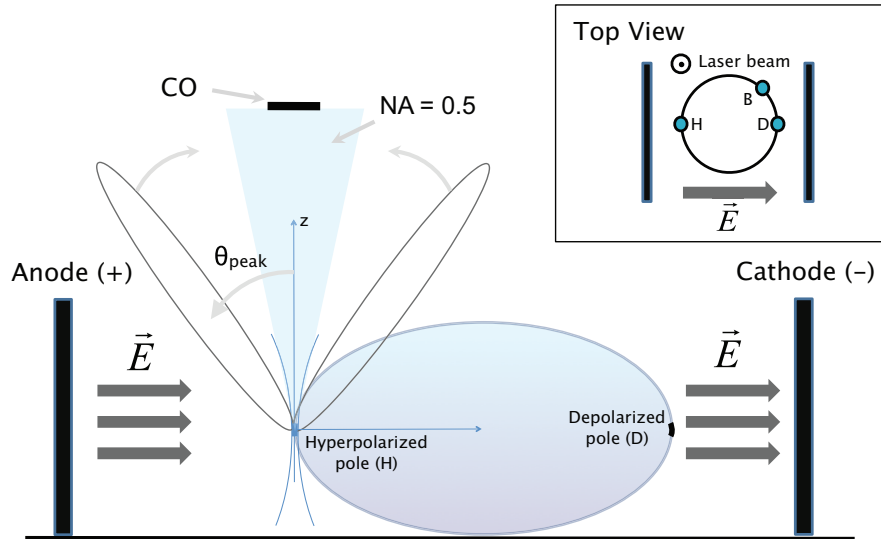 Top View
Laser beam
B
H
D
E
CO
NA = 0.5
z
θpeak
Anode (+)
Cathode (-)
E
E
Hyperpolarized
pole (H)
Depolarized
pole (D)